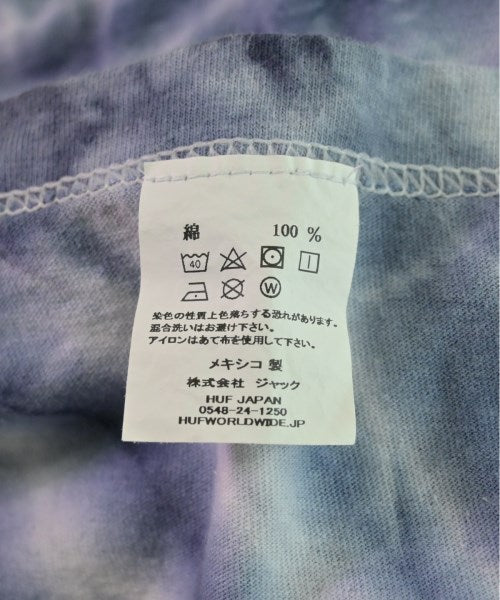 綿 100 %
40
W
染色の性質上色落ちする恐れがあります。
混合洗いはお避け下さい。
アイロンはあて布を使用して下さい。
メキシコ 製
株式会社 ジャック
HUF JAPAN
0548-24-1250
HUFWORLDWIDE.JP